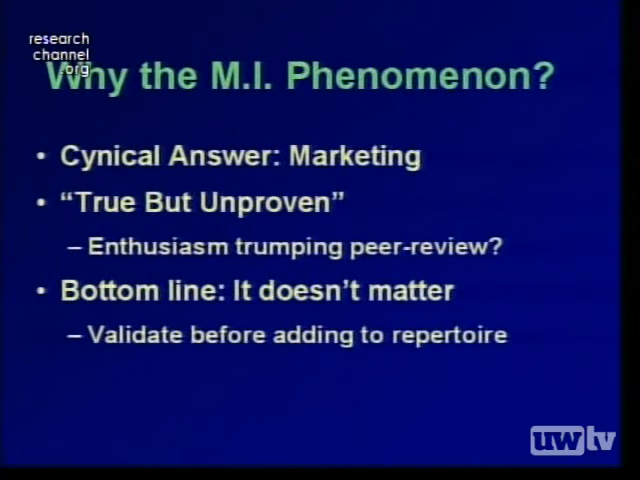 research
channel
.org
Why the M.I. Phenomenon?
• Cynical Answer: Marketing
• “True But Unproven”
– Enthusiasm trumping peer-review?
• Bottom line: It doesn’t matter
– Validate before adding to repertoire
uwtv